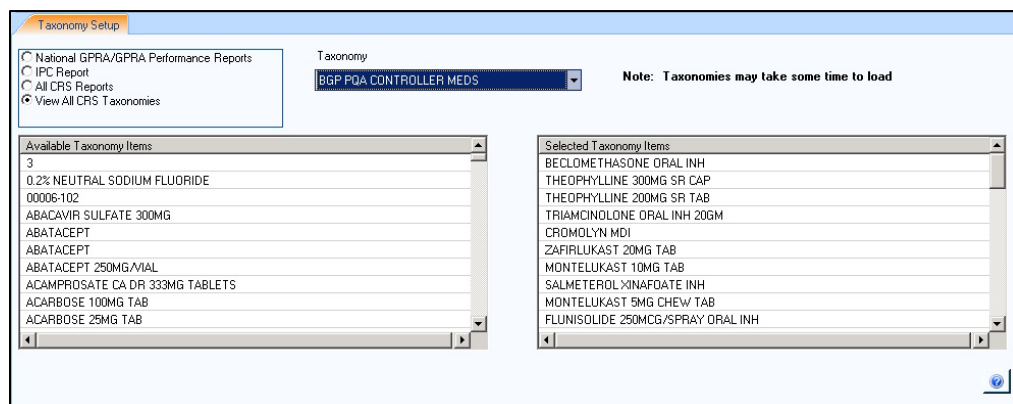 Taxonomy Setup
National GPRA/GPRA Performance Reports
IPC Report
All CRS Reports
View All CRS Taxonomies
Taxonomy
BGP PQA CONTROLLER MEDS
Note: Taxonomies may take some time to load
Available Taxonomy Items
3
0.2% NEUTRAL SODIUM FLUORIDE
00006-102
ABACAVIR SULFATE 300MG
ABATACEPT
ABATACEPT
ABATACEPT 250MG/VIAL
ACAMPROSATE CA DR 333MG TABLETS
ACARBOSE 100MG TAB
ACARBOSE 25MG TAB
Selected Taxonomy Items
BECLOMETHASONE ORAL INH
THEOPHYLLINE 300MG SR CAP
THEOPHYLLINE 200MG SR TAB
TRIAMCINOLONE ORAL INH 20GM
CROMOLYN MDI
ZAFIRLUKAST 20MG TAB
MONTELUKAST 10MG TAB
SALMETEROL XINAFOATE INH
MONTELUKAST 5MG CHEW TAB
FLUNISOLIDE 250MCG/SPRAY ORAL INH
?